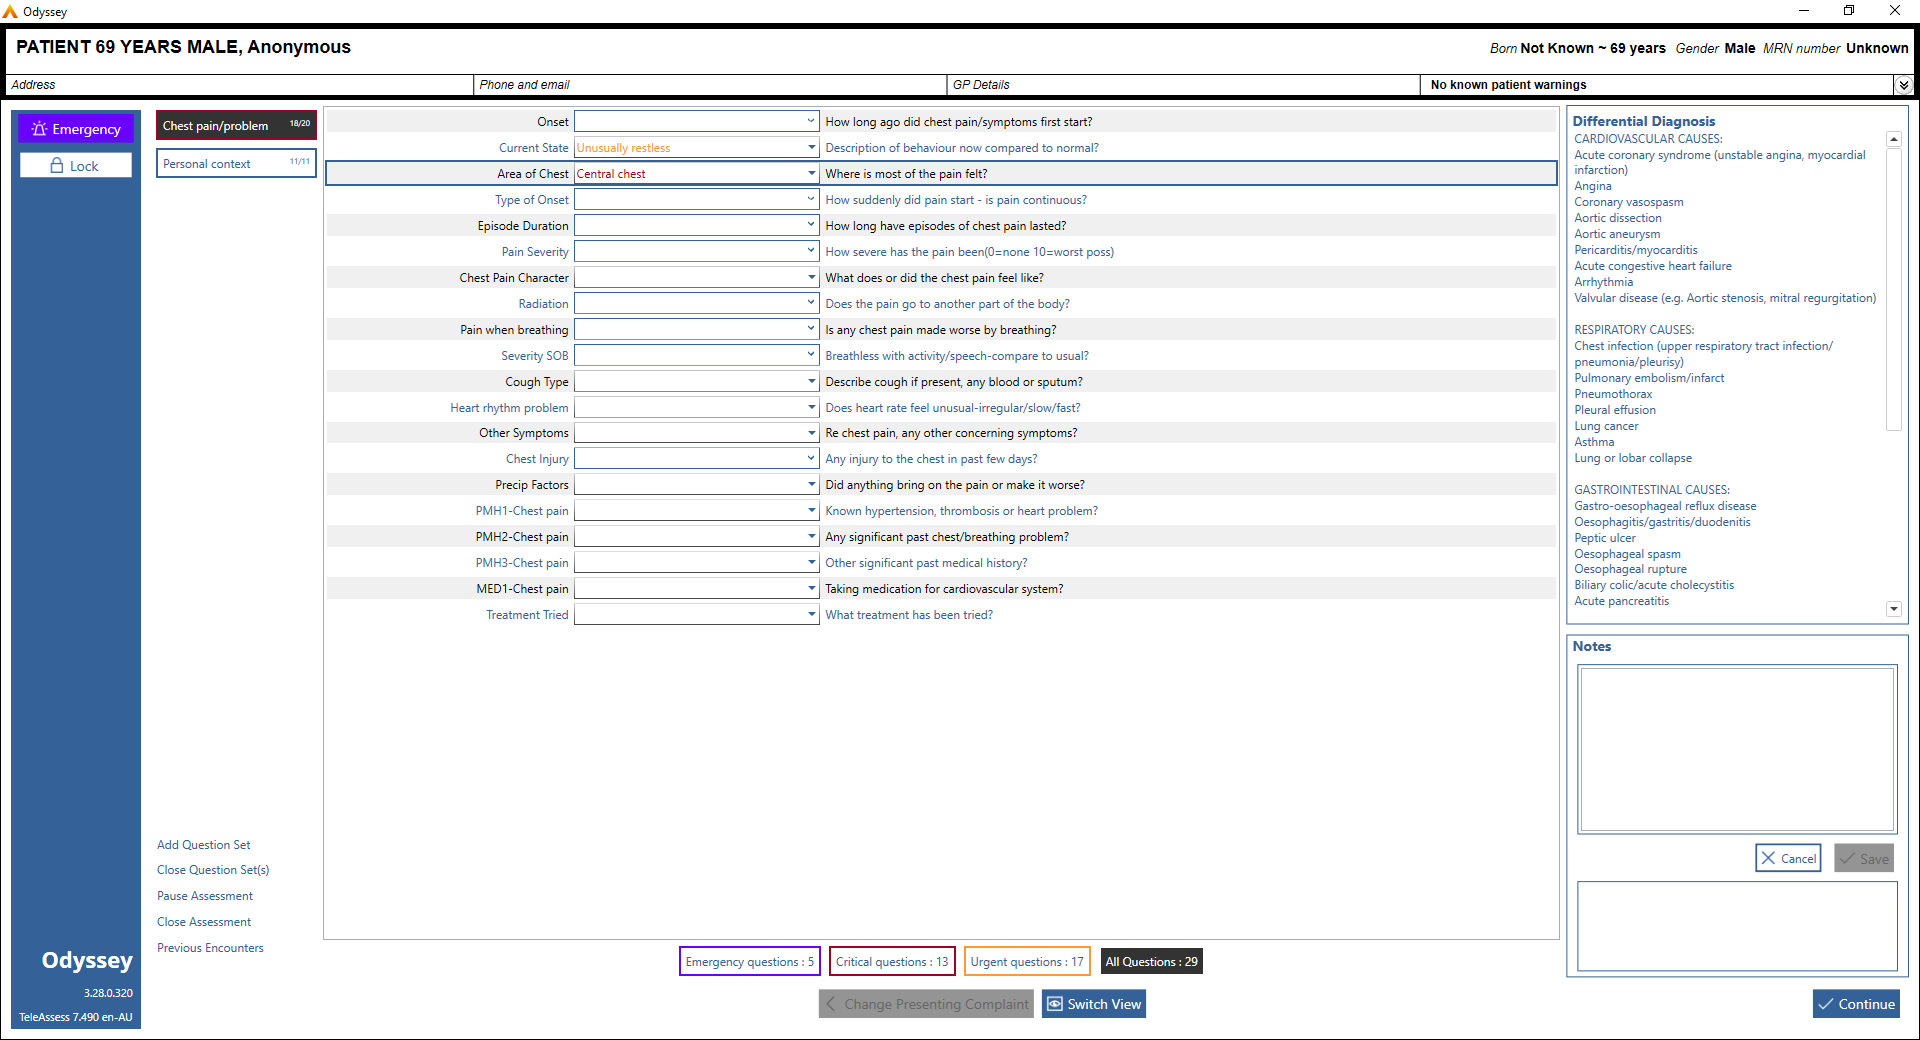 Odyssey
PATIENT 69 YEARS MALE, Anonymous
Born Not Known ~ 69 years Gender Male MRN number Unknown
Address
Phone and email
GP Details
No known patient warnings
Emergency
Lock
Chest pain/problem 18/20
Personal context 11/11
Onset How long ago did chest pain/symptoms first start?
Current State Unusually restless Description of behaviour now compared to normal?
Area of Chest Central chest Where is most of the pain felt?
Type of Onset How suddenly did pain start - is pain continuous?
Episode Duration How long have episodes of chest pain lasted?
Pain Severity How severe has the pain been(0=none 10=worst poss)
Chest Pain Character What does or did the chest pain feel like?
Radiation Does the pain go to another part of the body?
Pain when breathing Is any chest pain made worse by breathing?
Severity SOB Breathless with activity/speech-compare to usual?
Cough Type Describe cough if present, any blood or sputum?
Heart rhythm problem Does heart rate feel unusual-irregular/slow/fast?
Other Symptoms Re chest pain, any other concerning symptoms?
Chest Injury Any injury to the chest in past few days?
Precip Factors Did anything bring on the pain or make it worse?
PMH1-Chest pain Known hypertension, thrombosis or heart problem?
PMH2-Chest pain Any significant past chest/breathing problem?
PMH3-Chest pain Other significant past medical history?
MED1-Chest pain Taking medication for cardiovascular system?
Treatment Tried What treatment has been tried?
Differential Diagnosis
CARDIOVASCULAR CAUSES:
Acute coronary syndrome (unstable angina, myocardial
infarction)
Angina
Coronary vasospasm
Aortic dissection
Aortic aneurysm
Pericarditis/myocarditis
Acute congestive heart failure
Arrhythmia
Valvular disease (e.g. Aortic stenosis, mitral regurgitation)
RESPIRATORY CAUSES:
Chest infection (upper respiratory tract infection/
pneumonia/pleurisy)
Pulmonary embolism/infarct
Pneumothorax
Pleural effusion
Lung cancer
Asthma
Lung or lobar collapse
GASTROINTESTINAL CAUSES:
Gastro-oesophageal reflux disease
Oesophagitis/gastritis/duodenitis
Peptic ulcer
Oesophageal spasm
Oesophageal rupture
Biliary colic/acute cholecystitis
Acute pancreatitis
Notes
Cancel
Save
Add Question Set
Close Question Set(s)
Pause Assessment
Close Assessment
Previous Encounters
Odyssey
3.28.0.320
TeleAssess 7.490 en-AU
Emergency questions : 5
Critical questions : 13
Urgent questions : 17
All Questions : 29
Change Presenting Complaint
Switch View
Continue